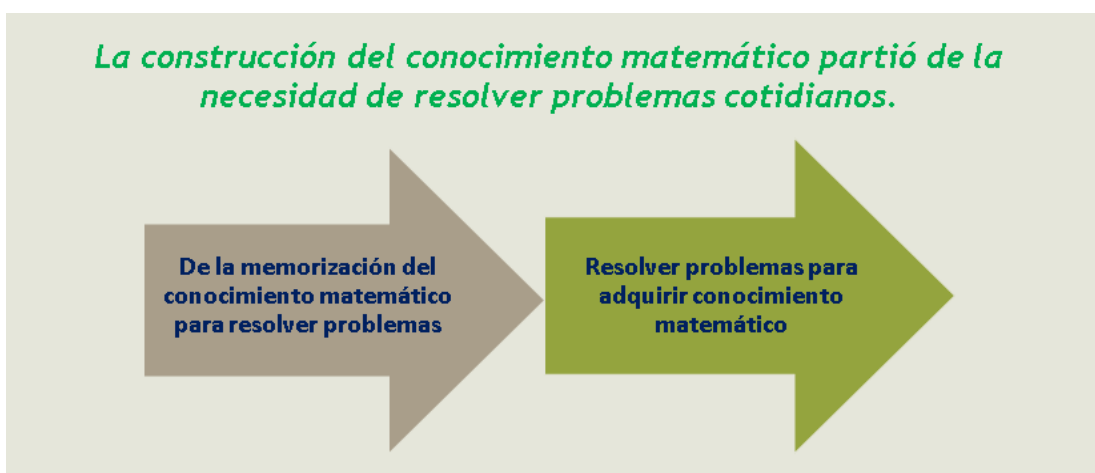 La construcción del conocimiento matemático partió de la
necesidad de resolver problemas cotidianos.
De la memorización del
conocimiento matemático
para resolver problemas
Resolver problemas para
adquirir conocimiento
matemático